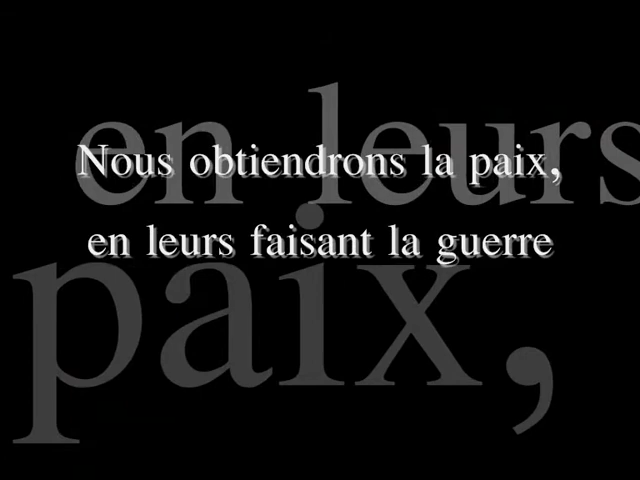 Nous obtiendrons la paix,
en leurs faisant la guerre
en leurs
paix,